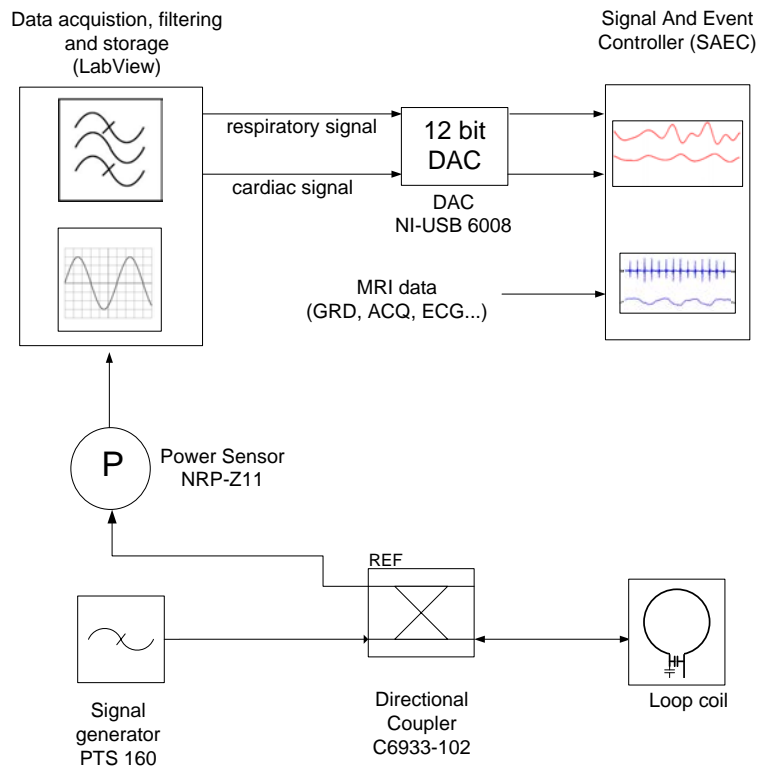 Data acquistion, filtering
and storage
(LabView)
Signal And Event
Controller (SAEC)
respiratory signal
cardiac signal
12 bit
DAC
DAC
NI-USB 6008
MRI data
(GRD, ACQ, ECG...)
P
Power Sensor
NRP-Z11
REF
Signal
generator
PTS 160
Directional
Coupler
C6933-102
Loop coil